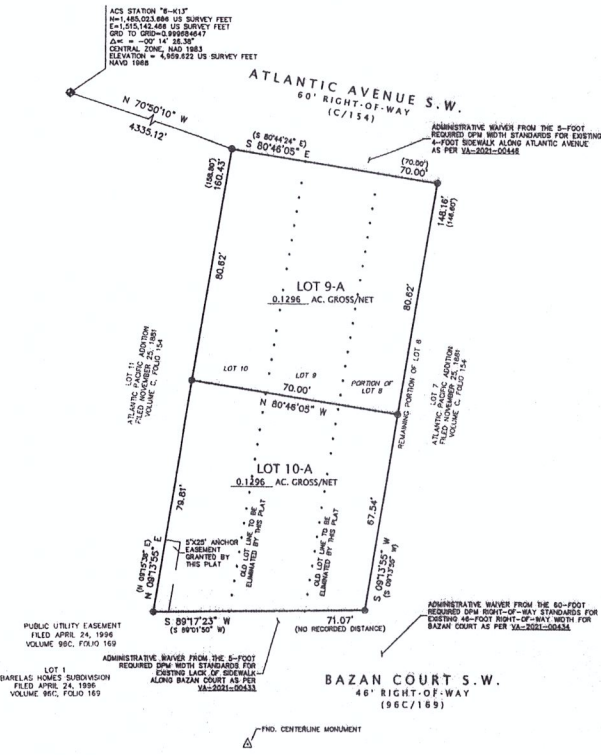 ACS STATION "6-K13"
N=1,485,023.686 US SURVEY FEET
E=1,515,142.466 US SURVEY FEET
GRD TO GRID=0.999684647
Δ∝ = -00° 14' 26.38"
CENTRAL ZONE, NAD 1983
ELEVATION = 4,959.622 US SURVEY FEET
NAVD 1988
ATLANTIC AVENUE S.W.
60' RIGHT-OF-WAY
(C/154)
N 70°50'10" W
4335.12'
ADMINISTRATIVE WAIVER FROM THE 5-FOOT
REQUIRED DPM WIDTH STANDARDS FOR EXISTING
4-FOOT SIDEWALK ALONG ATLANTIC AVENUE
AS PER VA-2021-00446
(S 80°44'24" E)
S 80°46'05" E
(70.00')
70.00'
(158.80')
160.43'
148.16'
(146.60')
80.62'
80.62'
LOT 9-A
0.1296 AC. GROSS/NET
LOT 11
ATLANTIC PACIFIC ADDITION
FILED NOVEMBER 25, 1881
VOLUME C, FOLIO 154
LOT 10
LOT 9
PORTION OF
LOT 8
70.00'
N 80°46'05" W
REMAINING PORTION OF LOT 8
LOT 7
ATLANTIC PACIFIC ADDITION
FILED NOVEMBER 25, 1881
VOLUME C, FOLIO 154
LOT 10-A
0.1296 AC. GROSS/NET
79.81'
67.54'
(N 09°15'36" E)
N 09°13'55" E
5'X25' ANCHOR
EASEMENT
GRANTED BY
THIS PLAT
OLD LOT LINE TO BE
ELIMINATED BY THIS PLAT
OLD LOT LINE TO BE
ELIMINATED BY THIS PLAT
S 09°13'55" W
(S 09°13'50" W)
S 89°17'23" W
(S 89°01'50" W)
71.07'
(NO RECORDED DISTANCE)
PUBLIC UTILITY EASEMENT
FILED APRIL 24, 1996
VOLUME 96C, FOLIO 169
LOT 1
BARELAS HOMES SUBDIVISION
FILED APRIL 24, 1996
VOLUME 96C, FOLIO 169
ADMINISTRATIVE WAIVER FROM THE 5-FOOT
REQUIRED DPM WIDTH STANDARDS FOR
EXISTING LACK OF SIDEWALK
ALONG BAZAN COURT AS PER
VA-2021-00433
ADMINISTRATIVE WAIVER FROM THE 60-FOOT
REQUIRED DPM RIGHT-OF-WAY STANDARDS FOR
EXISTING 46-FOOT RIGHT-OF-WAY WIDTH FOR
BAZAN COURT AS PER VA-2021-00434
BAZAN COURT S.W.
46' RIGHT-OF-WAY
(96C/169)
FND. CENTERLINE MONUMENT